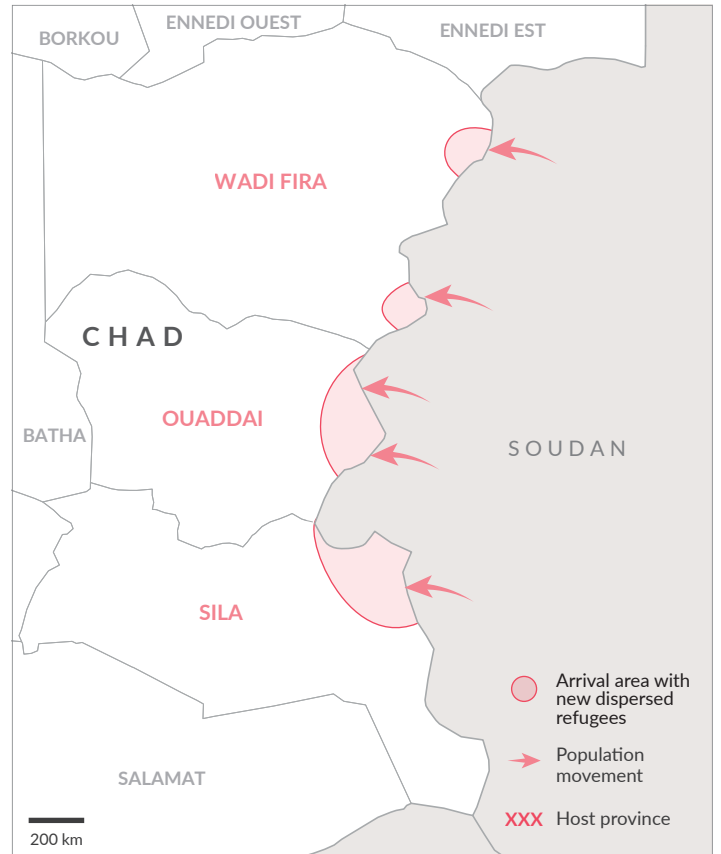 ENNEDI OUEST
ENNEDI EST
BORKOU
WADI FIRA
CHAD
OUADDAI
BATHA
SOUDAN
SILA
SALAMAT
200 km
Arrival area with
new dispersed
refugees
Population
movement
XXX Host province